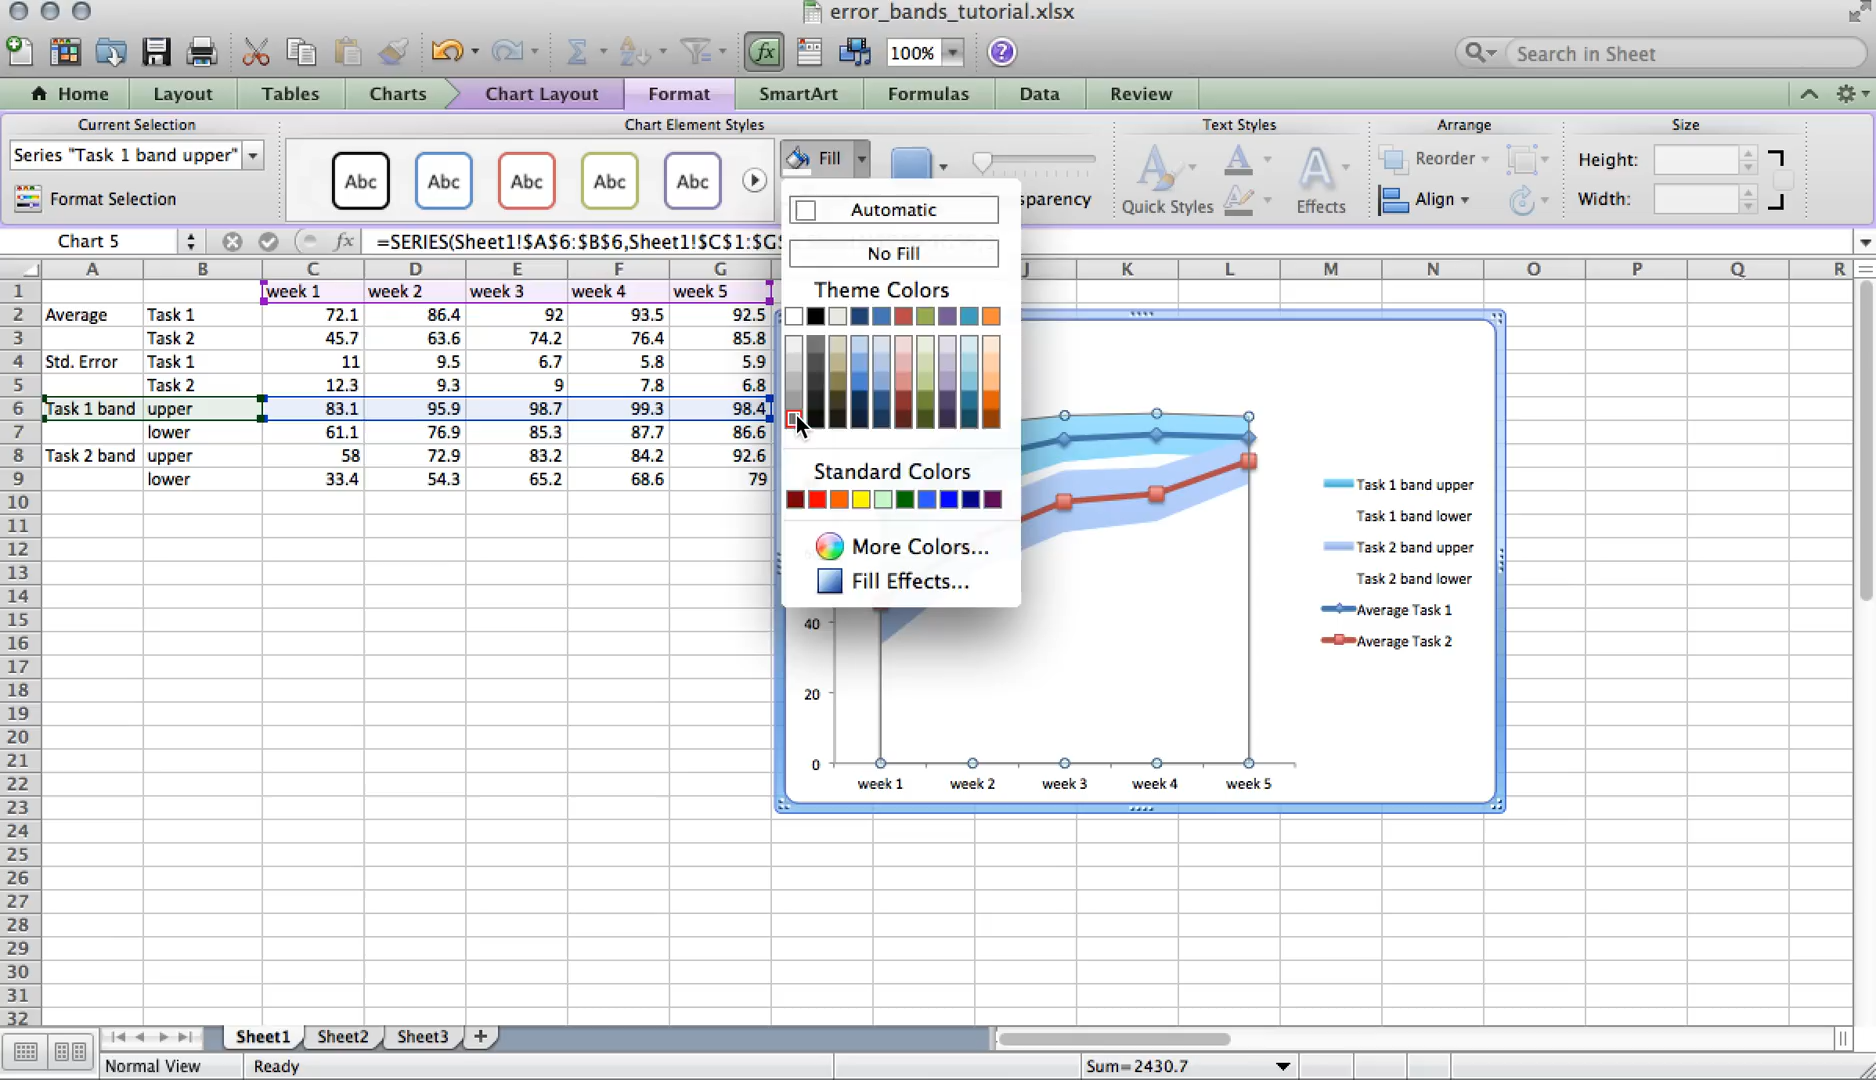 error_bands_tutorial.xlsx
100%
Search in Sheet
Home Layout Tables Charts Chart Layout Format SmartArt Formulas Data Review
Current Selection Chart Element Styles Text Styles Arrange Size
Series "Task 1 band upper"
Format Selection
Abc Abc Abc Abc Abc
Fill
sparency
Quick Styles
Effects
Reorder
Align
Height:
Width:
Chart 5
fx =SERIES(Sheet1!$A$6:$B$6,Sheet1!$C$1:$G$
A B C D E F G J K L M N O P Q R
1 week 1 week 2 week 3 week 4 week 5
2 Average Task 1 72.1 86.4 92 93.5 92.5
3 Task 2 45.7 63.6 74.2 76.4 85.8
4 Std. Error Task 1 11 9.5 6.7 5.8 5.9
5 Task 2 12.3 9.3 9 7.8 6.8
6 Task 1 band upper 83.1 95.9 98.7 99.3 98.4
7 lower 61.1 76.9 85.3 87.7 86.6
8 Task 2 band upper 58 72.9 83.2 84.2 92.6
9 lower 33.4 54.3 65.2 68.6 79
10
11
12
13
14
15
16
17
18
19
20
21
22
23
24
25
26
27
28
29
30
31
32
Automatic
No Fill
Theme Colors
Standard Colors
More Colors...
Fill Effects...
40
20
0
week 1 week 2 week 3 week 4 week 5
Task 1 band upper
Task 1 band lower
Task 2 band upper
Task 2 band lower
Average Task 1
Average Task 2
Sheet1 Sheet2 Sheet3
Normal View Ready Sum=2430.7